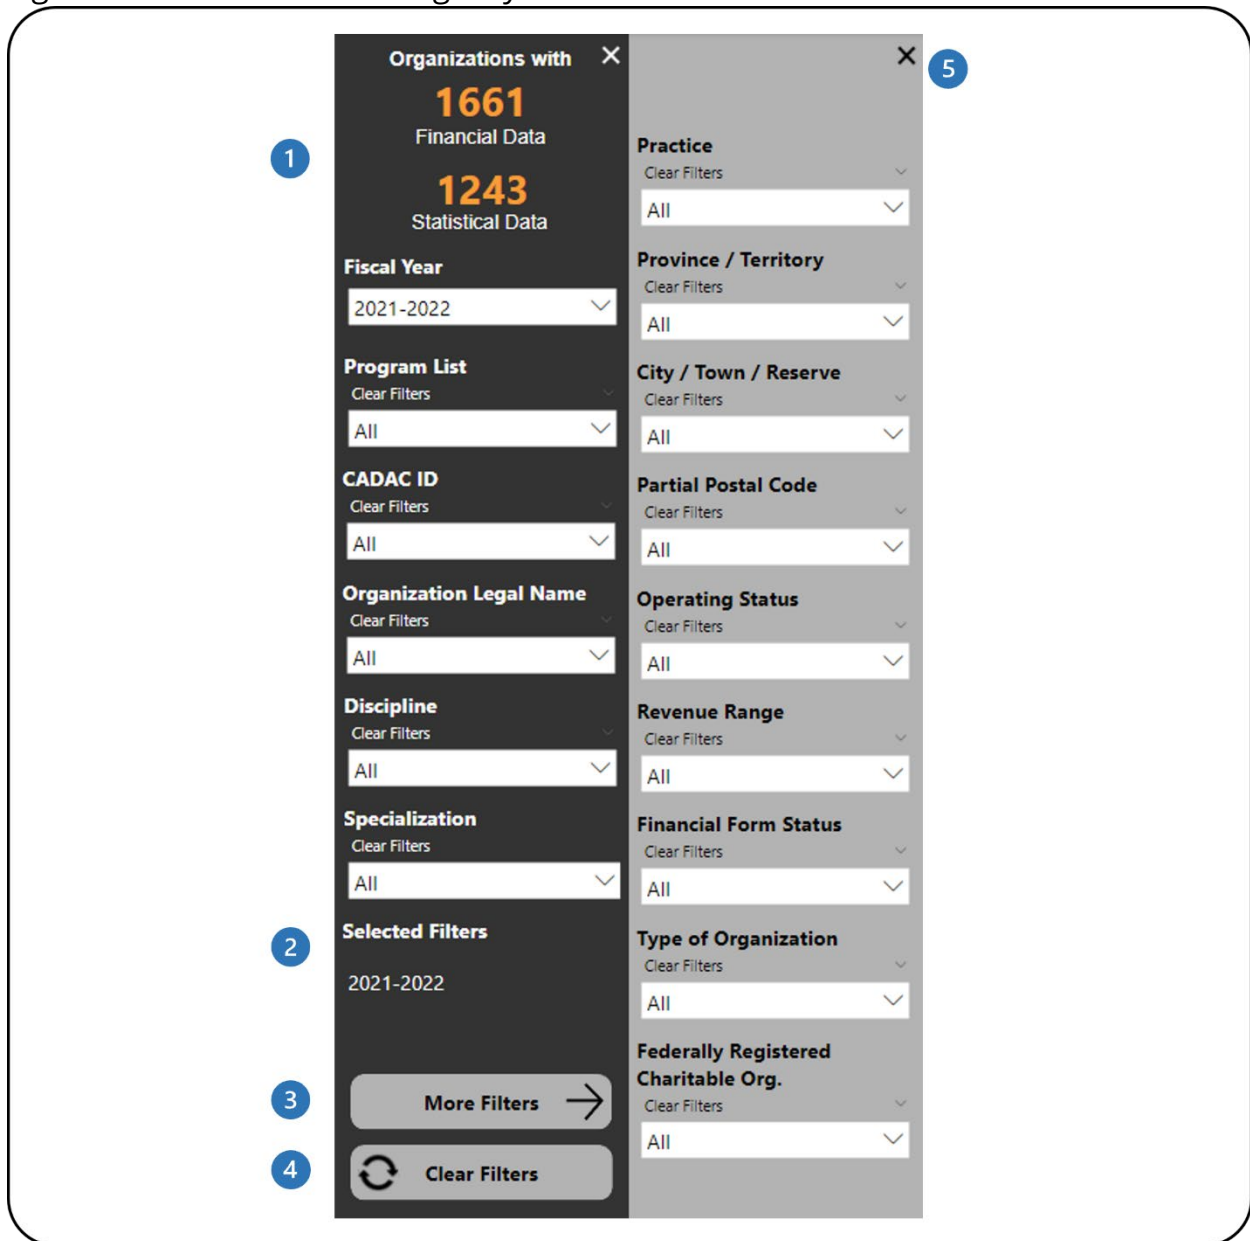 Organizations with
1661
Financial Data
1
1243
Statistical Data
Fiscal Year
2021-2022
Program List
Clear Filters
All
CADAC ID
Clear Filters
All
Organization Legal Name
Clear Filters
All
Discipline
Clear Filters
All
Specialization
Clear Filters
All
2
Selected Filters
2021-2022
3
More Filters
4
Clear Filters
5
Practice
Clear Filters
All
Province / Territory
Clear Filters
All
City / Town / Reserve
Clear Filters
All
Partial Postal Code
Clear Filters
All
Operating Status
Clear Filters
All
Revenue Range
Clear Filters
All
Financial Form Status
Clear Filters
All
Type of Organization
Clear Filters
All
Federally Registered
Charitable Org.
Clear Filters
All